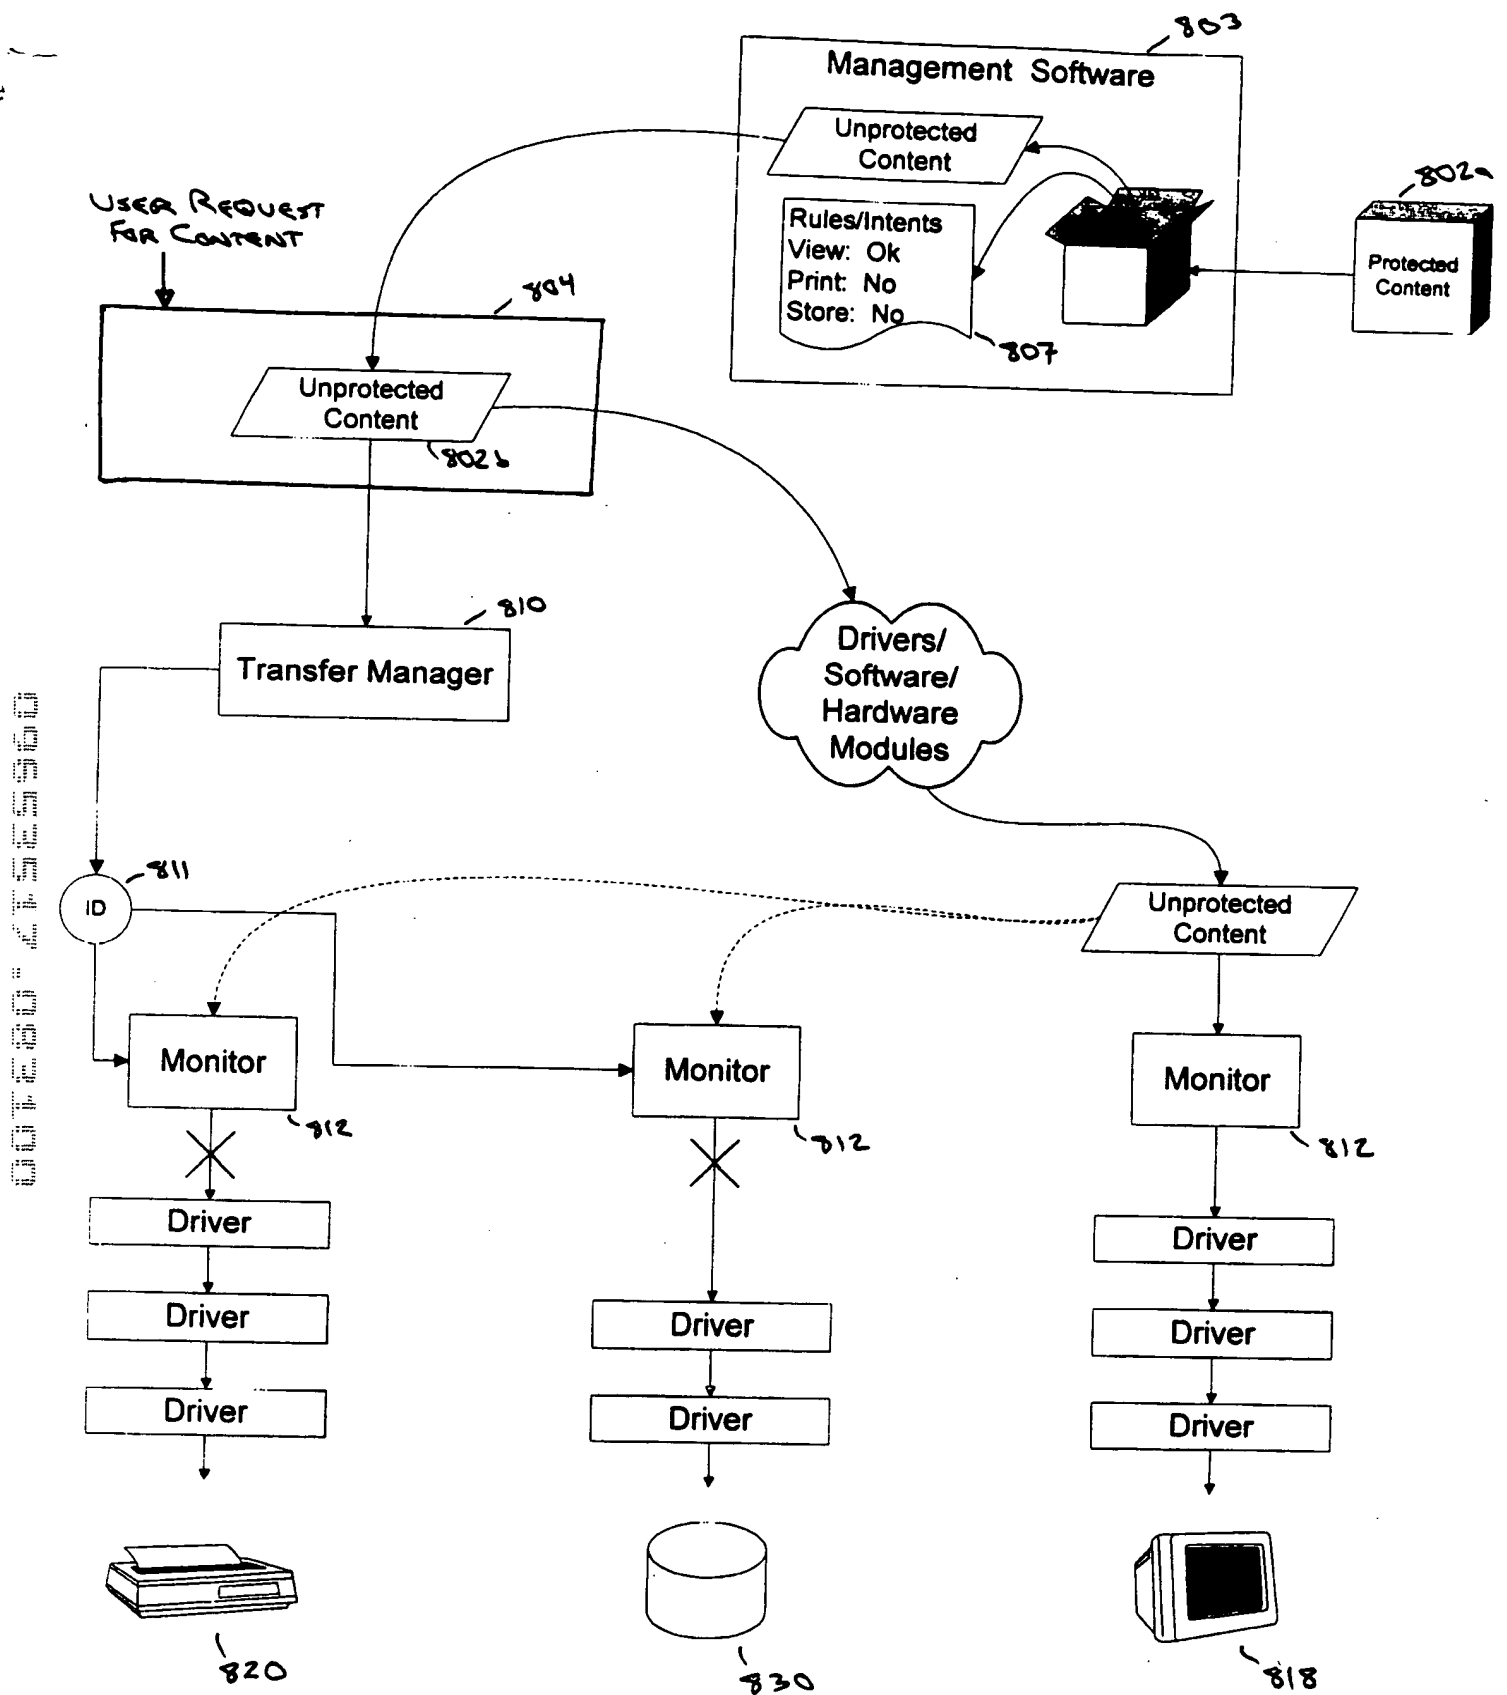 803
Management Software
Unprotected
Content
802a
USER REQUEST
FOR CONTENT
Rules/Intents
View: Ok
Print: No
Store: No
Protected
Content
807
804
Unprotected
Content
802b
810
Transfer Manager
Drivers/
Software/
Hardware
Modules
811
ID
Unprotected
Content
Monitor
Monitor
Monitor
812
812
812
Driver
Driver
Driver
Driver
Driver
Driver
Driver
Driver
820
830
818
09653517.083100